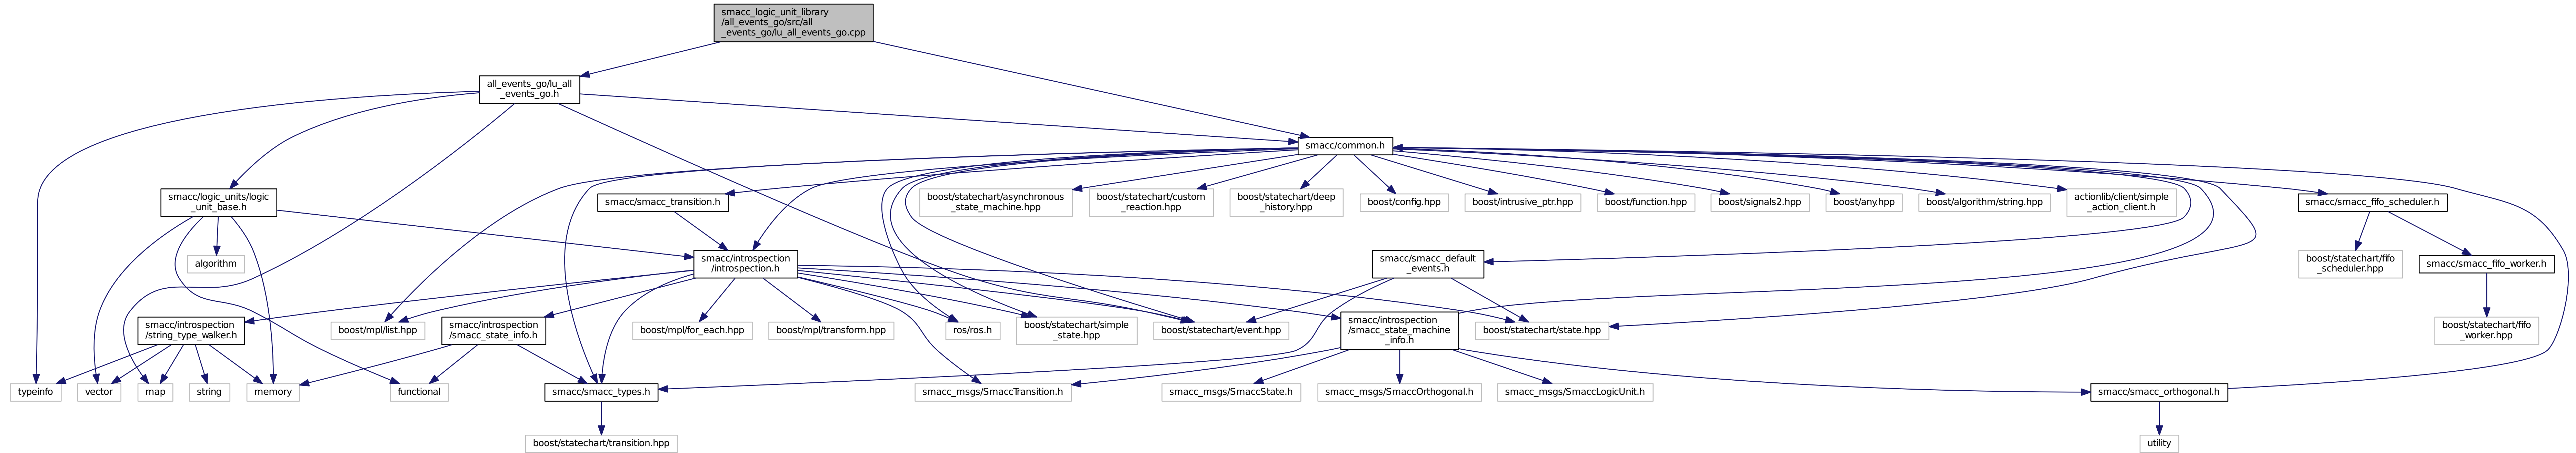 smacc_logic_unit_library
/all_events_go/src/all
_events_go/lu_all_events_go.cpp
all_events_go/lu_all
_events_go.h
smacc/common.h
smacc/logic_units/logic
_unit_base.h
smacc/smacc_transition.h
boost/statechart/asynchronous
_state_machine.hpp
boost/statechart/custom
_reaction.hpp
boost/statechart/deep
_history.hpp
boost/config.hpp
boost/intrusive_ptr.hpp
boost/function.hpp
boost/signals2.hpp
boost/any.hpp
boost/algorithm/string.hpp
actionlib/client/simple
_action_client.h
smacc/smacc_fifo_scheduler.h
algorithm
smacc/introspection
/introspection.h
smacc/smacc_default
_events.h
boost/statechart/fifo
_scheduler.hpp
smacc/smacc_fifo_worker.h
smacc/introspection
/string_type_walker.h
boost/mpl/list.hpp
smacc/introspection
/smacc_state_info.h
boost/mpl/for_each.hpp
boost/mpl/transform.hpp
ros/ros.h
boost/statechart/simple
_state.hpp
boost/statechart/event.hpp
smacc/introspection
/smacc_state_machine
_info.h
boost/statechart/state.hpp
boost/statechart/fifo
_worker.hpp
typeinfo
vector
map
string
memory
functional
smacc/smacc_types.h
smacc_msgs/SmaccTransition.h
smacc_msgs/SmaccState.h
smacc_msgs/SmaccOrthogonal.h
smacc_msgs/SmaccLogicUnit.h
smacc/smacc_orthogonal.h
boost/statechart/transition.hpp
utility